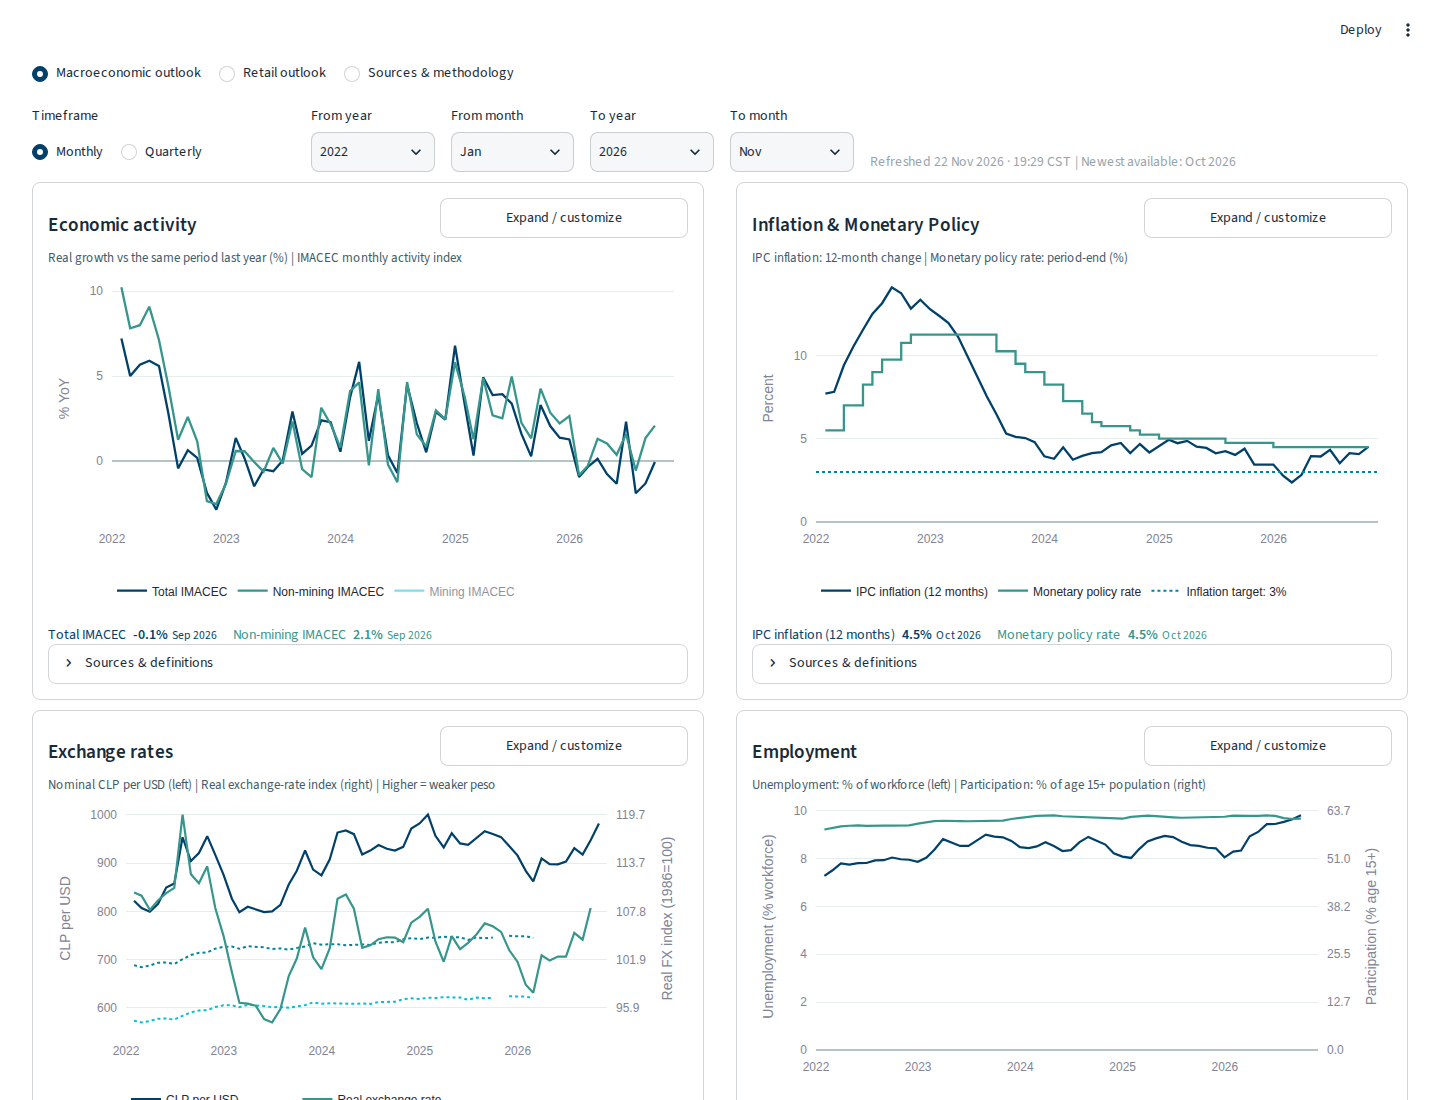 Deploy
Macroeconomic outlook Retail outlook Sources & methodology
Timeframe From year From month To year To month
Monthly Quarterly 2022 Jan 2026 Nov Refreshed 22 Nov 2026 · 19:29 CST | Newest available: Oct 2026
Economic activity Expand / customize
Real growth vs the same period last year (%) | IMACEC monthly activity index
% YoY
10
5
0
2022 2023 2024 2025 2026
Total IMACEC Non-mining IMACEC Mining IMACEC
Total IMACEC -0.1% Sep 2026 Non-mining IMACEC 2.1% Sep 2026
Sources & definitions
Inflation & Monetary Policy Expand / customize
IPC inflation: 12-month change | Monetary policy rate: period-end (%)
Percent
10
5
0
2022 2023 2024 2025 2026
IPC inflation (12 months) Monetary policy rate Inflation target: 3%
IPC inflation (12 months) 4.5% Oct 2026 Monetary policy rate 4.5% Oct 2026
Sources & definitions
Exchange rates Expand / customize
Nominal CLP per USD (left) | Real exchange-rate index (right) | Higher = weaker peso
CLP per USD
1000 119.7
900 113.7
800 107.8
700 101.9
600 95.9
Real FX index (1986=100)
2022 2023 2024 2025 2026
CLP per USD Real exchange rate
Employment Expand / customize
Unemployment: % of workforce (left) | Participation: % of age 15+ population (right)
Unemployment (% workforce)
10 63.7
8 51.0
6 38.2
4 25.5
2 12.7
0 0.0
Participation (% age 15+)
2022 2023 2024 2025 2026